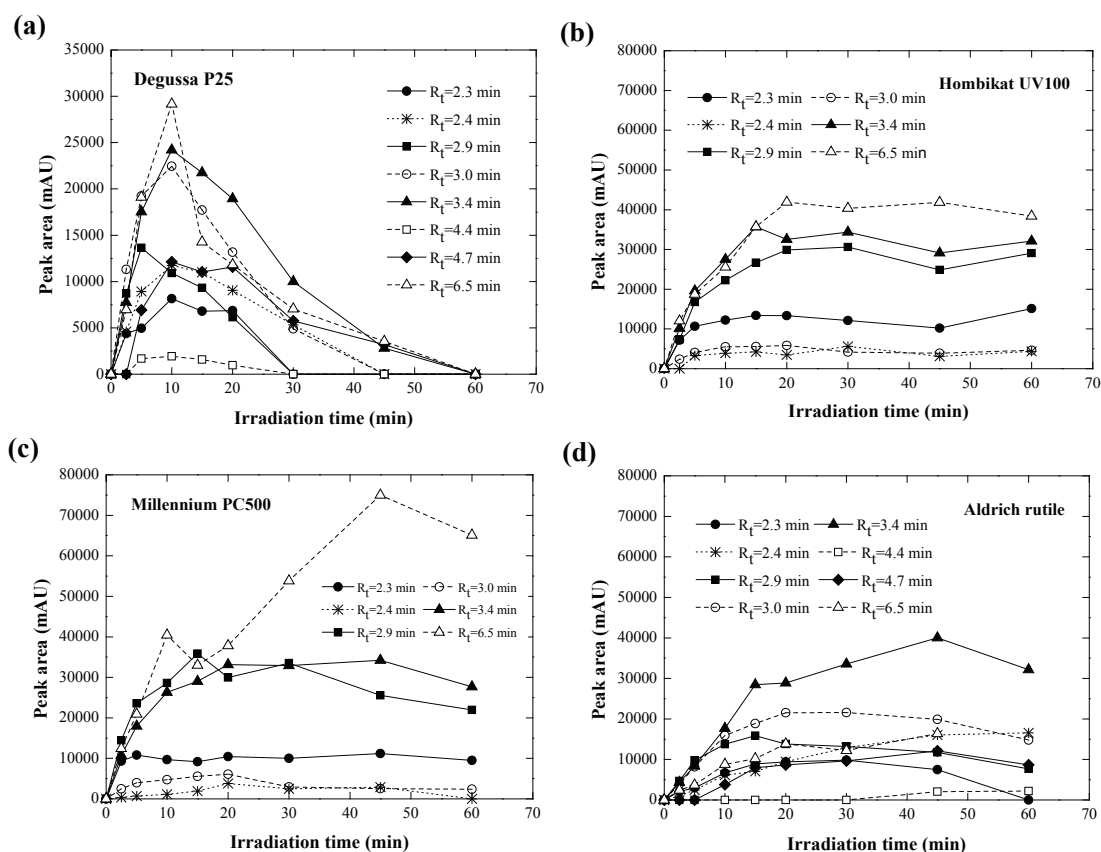 (a)
Degussa P25
Rt=2.3 min
Rt=2.4 min
Rt=2.9 min
Rt=3.0 min
Rt=3.4 min
Rt=4.4 min
Rt=4.7 min
Rt=6.5 min
35000
30000
25000
20000
15000
10000
5000
0
Peak area (mAU)
0 10 20 30 40 50 60 70
Irradiation time (min)
(b)
Hombikat UV100
Rt=2.3 min Rt=3.0 min
Rt=2.4 min Rt=3.4 min
Rt=2.9 min Rt=6.5 min
80000
70000
60000
50000
40000
30000
20000
10000
0
Peak area (mAU)
0 10 20 30 40 50 60 70
Irradiation time (min)
(c)
Millennium PC500
Rt=2.3 min Rt=3.0 min
Rt=2.4 min Rt=3.4 min
Rt=2.9 min Rt=6.5 min
80000
70000
60000
50000
40000
30000
20000
10000
0
Peak area (mAU)
0 10 20 30 40 50 60 70
Irradiation time (min)
(d)
Aldrich rutile
Rt=2.3 min Rt=3.4 min
Rt=2.4 min Rt=4.4 min
Rt=2.9 min Rt=4.7 min
Rt=3.0 min Rt=6.5 min
80000
70000
60000
50000
40000
30000
20000
10000
0
Peak area (mAU)
0 10 20 30 40 50 60 70
Irradiation time (min)